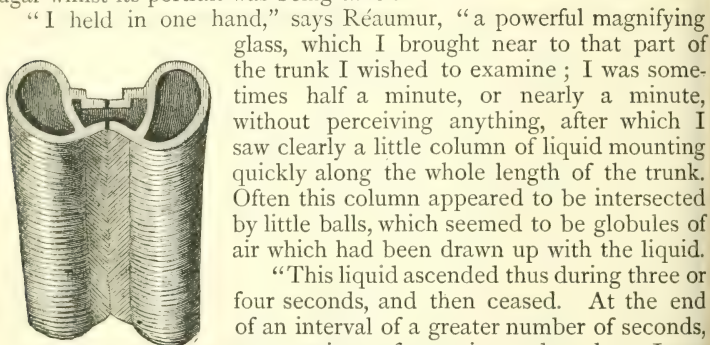 “I held in one hand,” says Réaumur, “a powerful magnifying
glass, which I brought near to that part of
the trunk I wished to examine ; I was some-
times half a minute, or nearly a minute,
without perceiving anything, after which I
saw clearly a little column of liquid mounting
quickly along the whole length of the trunk.
Often this column appeared to be intersected
by little balls, which seemed to be globules of
air which had been drawn up with the liquid.
“This liquid ascended thus during three or
four seconds, and then ceased. At the end
of an interval of a greater number of seconds,